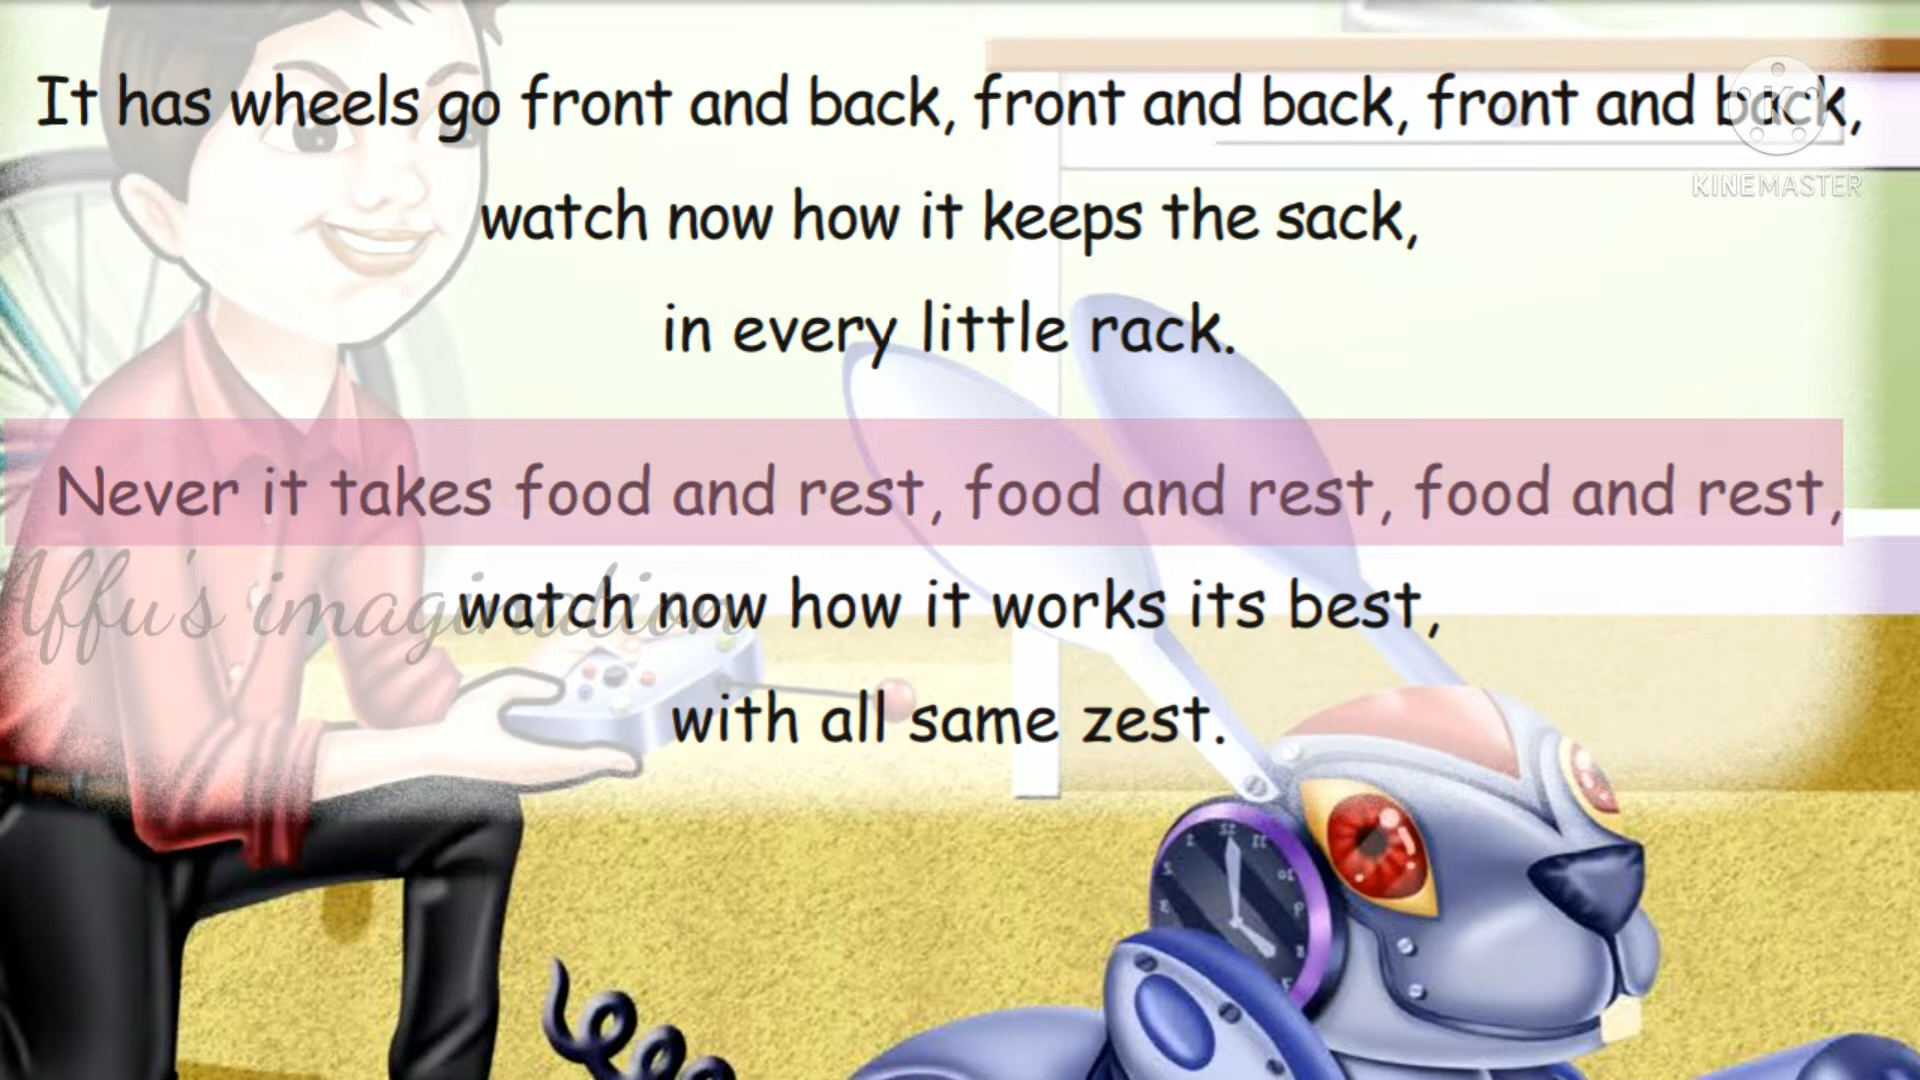 It has wheels go front and back, front and back, front and back,
KINEMASTER
watch now how it keeps the sack,
in every little rack.
Never it takes food and rest, food and rest, food and rest,
Affu's imagination
watch now how it works its best,
with all same zest.